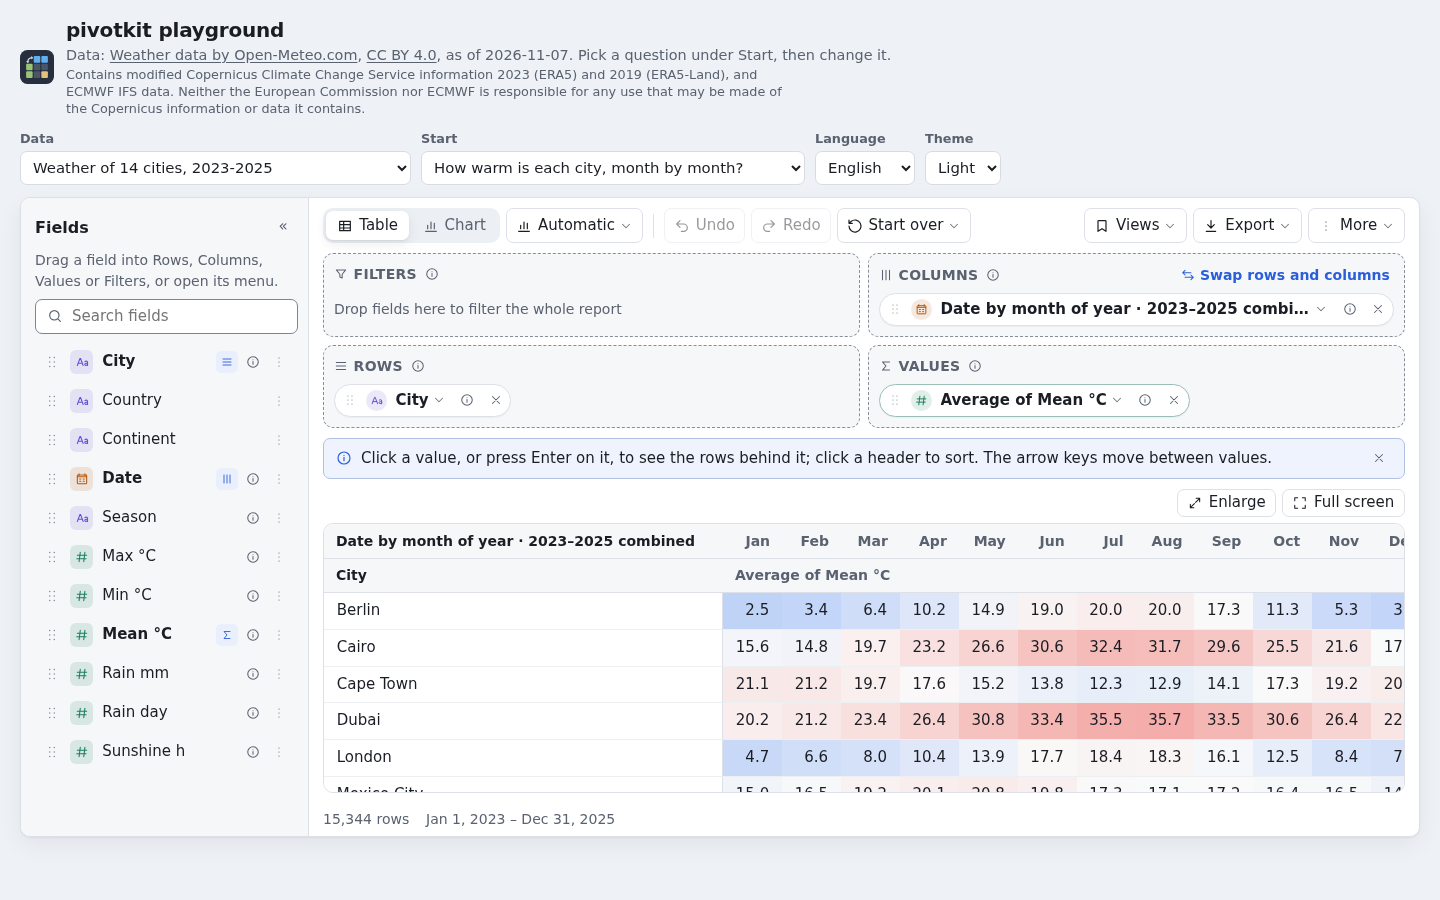 pivotkit playground
Data: Weather data by Open-Meteo.com, CC BY 4.0, as of 2026-11-07. Pick a question under Start, then change it.
Contains modified Copernicus Climate Change Service information 2023 (ERA5) and 2019 (ERA5-Land), and
ECMWF IFS data. Neither the European Commission nor ECMWF is responsible for any use that may be made of
the Copernicus information or data it contains.
Data Start Language Theme
Weather of 14 cities, 2023-2025 How warm is each city, month by month? English Light
Fields «
Drag a field into Rows, Columns,
Values or Filters, or open its menu.
Search fields
Aa City
Aa Country
Aa Continent
Date
Aa Season
Max °C
Min °C
Mean °C Σ
Rain mm
Rain day
Sunshine h
Table Chart Automatic Undo Redo Start over Views Export More
FILTERS
Drop fields here to filter the whole report
COLUMNS Swap rows and columns
Date by month of year · 2023–2025 combi...
ROWS
Aa City
Σ VALUES
Average of Mean °C
Click a value, or press Enter on it, to see the rows behind it; click a header to sort. The arrow keys move between values.
Enlarge Full screen
Date by month of year · 2023–2025 combined Jan Feb Mar Apr May Jun Jul Aug Sep Oct Nov
City Average of Mean °C
Berlin 2.5 3.4 6.4 10.2 14.9 19.0 20.0 20.0 17.3 11.3 5.3
Cairo 15.6 14.8 19.7 23.2 26.6 30.6 32.4 31.7 29.6 25.5 21.6 17
Cape Town 21.1 21.2 19.7 17.6 15.2 13.8 12.3 12.9 14.1 17.3 19.2 20
Dubai 20.2 21.2 23.4 26.4 30.8 33.4 35.5 35.7 33.5 30.6 26.4 22
London 4.7 6.6 8.0 10.4 13.9 17.7 18.4 18.3 16.1 12.5 8.4 7
Mexico City
15,344 rows Jan 1, 2023 – Dec 31, 2025